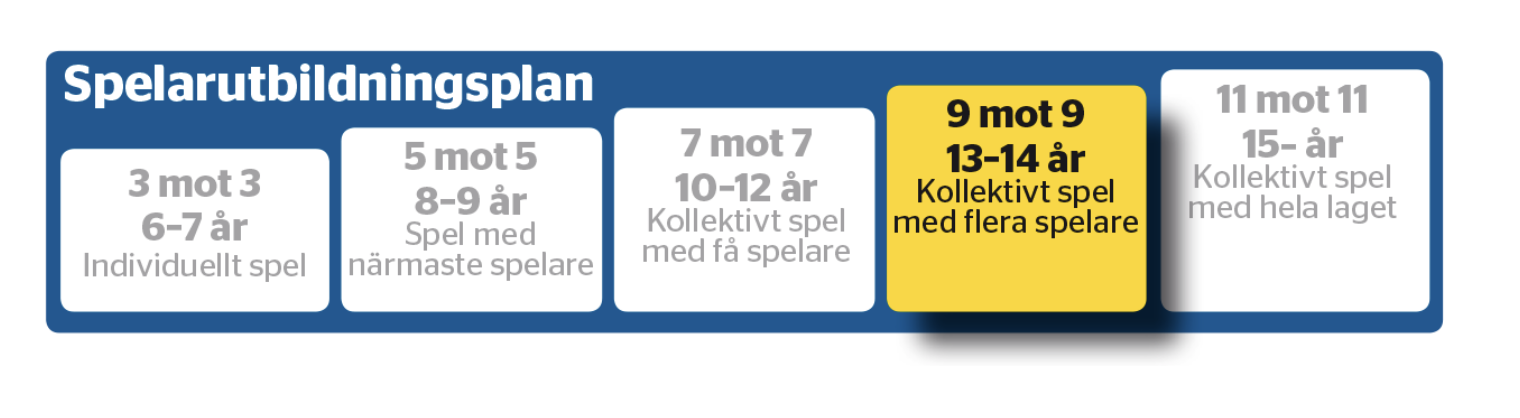 Spelarutbildningsplan
3 mot 3
6–7 år
Individuellt spel
5 mot 5
8–9 år
Spel med
närmaste spelare
7 mot 7
10–12 år
Kollektivt spel
med få spelare
9 mot 9
13–14 år
Kollektivt spel
med flera spelare
11 mot 11
15– år
Kollektivt spel
med hela laget